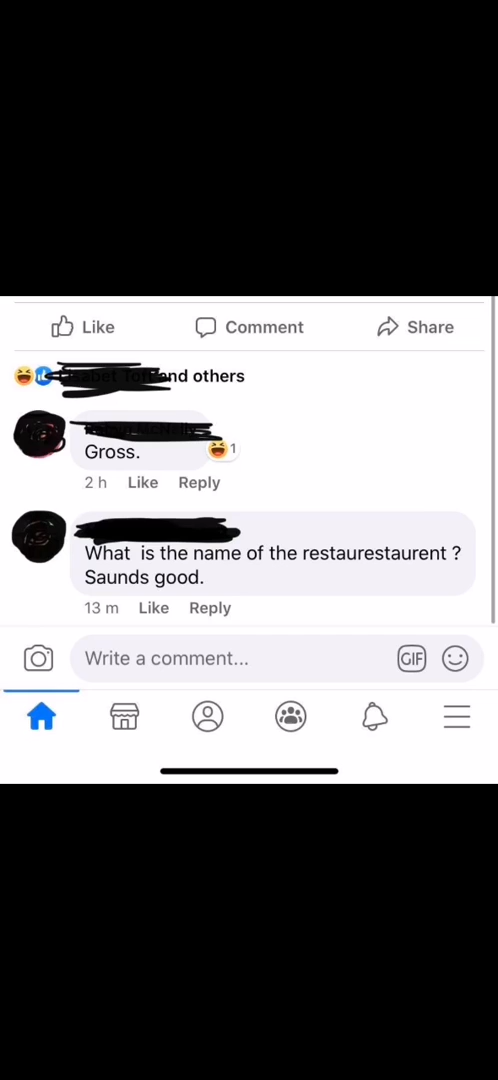 Like Comment Share
and others
Gross.
1
2 h Like Reply
What is the name of the restaurestaurent ?
Saunds good.
13 m Like Reply
Write a comment... GIF